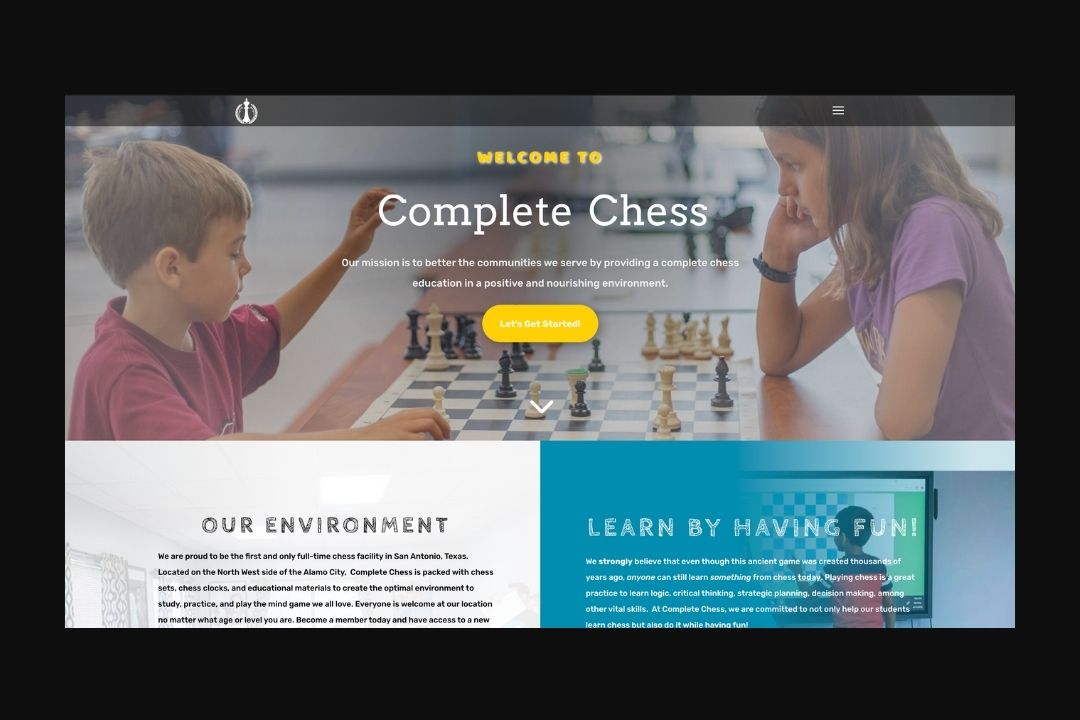 WELCOME TO
Complete Chess
Our mission is to better the communities we serve by providing a complete chess
education in a positive and nourishing environment.
Let's Get Started!
OUR ENVIRONMENT
We are proud to be the first and only full-time chess facility in San Antonio, Texas.
Located on the North West side of the Alamo City, Complete Chess is packed with chess
sets, chess clocks, and educational materials to create the optimal environment to
study, practice, and play the mind game we all love. Everyone is welcome at our location
no matter what age or level you are. Become a member today and have access to a new
LEARN BY HAVING FUN!
We strongly believe that even though this ancient game was created thousands of
years ago, anyone can still learn something from chess today. Playing chess is a great
practice to learn logic, critical thinking, strategic planning, decision making, among
other vital skills. At Complete Chess, we are committed to not only help our students
learn chess but also do it while having fun!